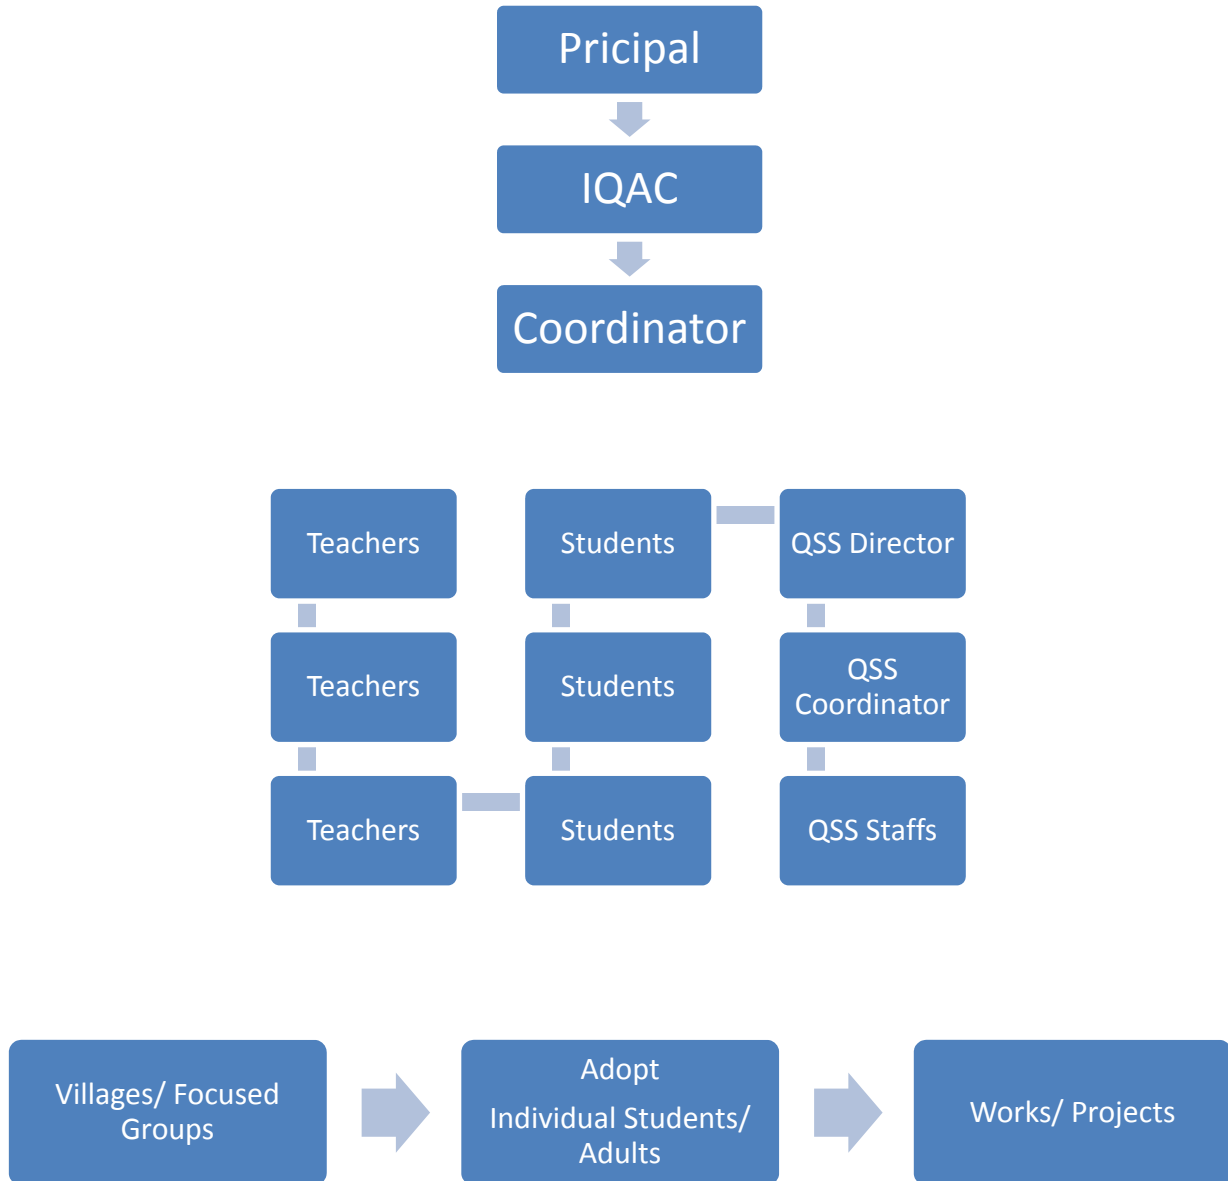 Pricipal
IQAC
Coordinator
Teachers
Students
QSS Director
Teachers
Students
QSS
Coordinator
Teachers
Students
QSS Staffs
Villages/ Focused
Groups
Adopt
Individual Students/
Adults
Works/ Projects